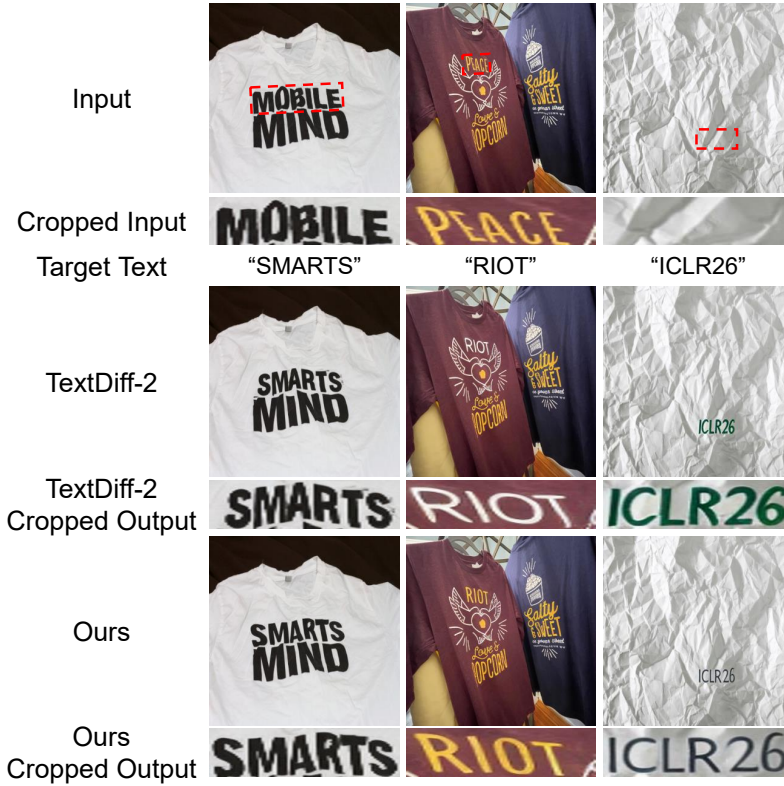 Input
MOBILE
MIND
PEACE
Love &
POPCORN
Salty
& SWEET
Cropped Input
MOBILE
PEACE
Target Text
“SMARTS”
“RIOT”
“ICLR26”
TextDiff-2
SMARTS
MIND
RIOT
Love &
POPCORN
Salty
& SWEET
ICLR26
TextDiff-2
Cropped Output
SMARTS
RIOT
ICLR26
Ours
SMARTS
MIND
RIOT
Love &
POPCORN
Salty
& SWEET
ICLR26
Ours
Cropped Output
SMARTS
RIOT
ICLR26